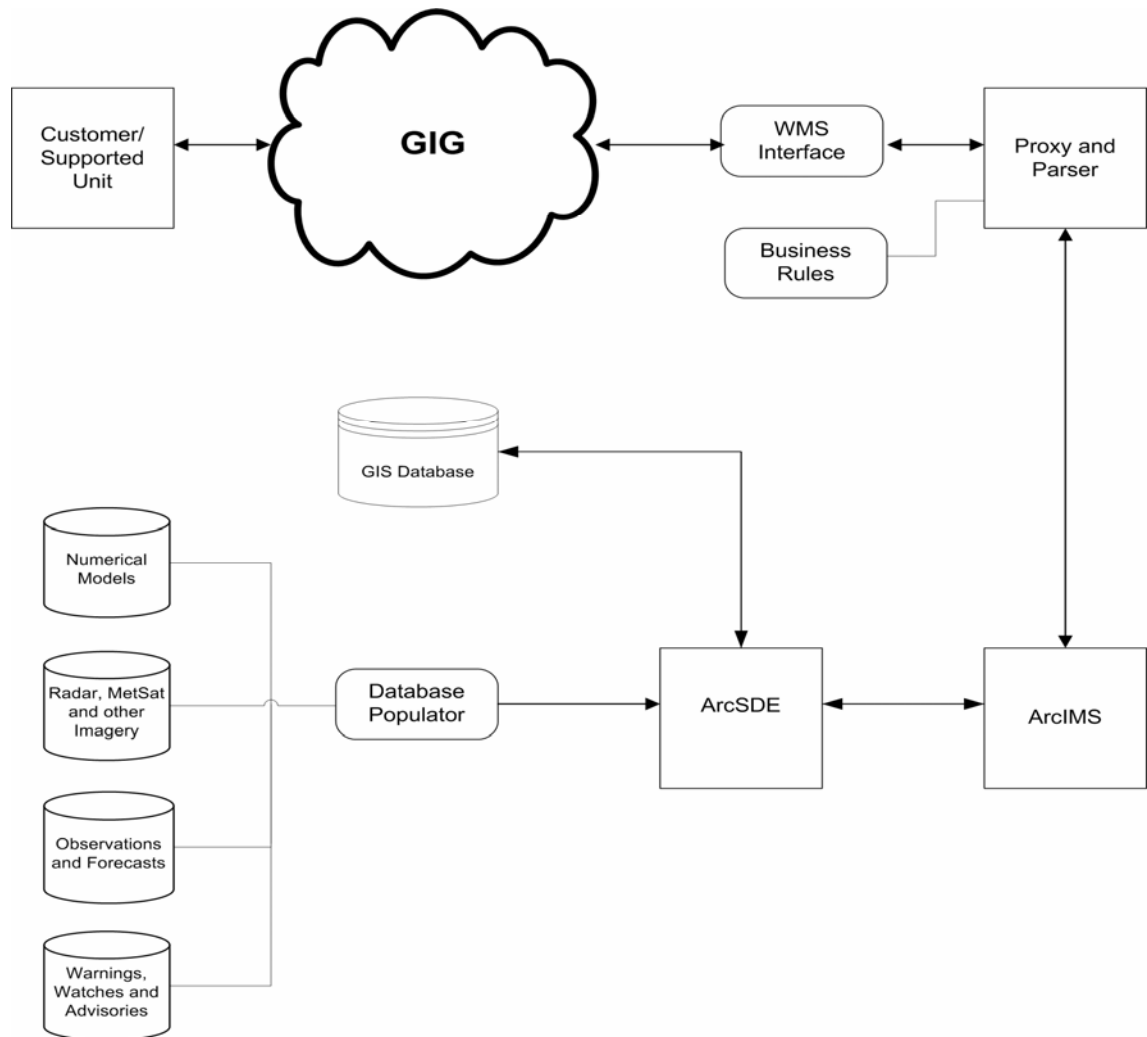 Customer/
Supported
Unit
GIG
WMS
Interface
Proxy and
Parser
Business
Rules
GIS Database
Numerical
Models
Radar, MetSat
and other
Imagery
Database
Populator
ArcSDE
ArcIMS
Observations
and Forecasts
Warnings,
Watches and
Advisories